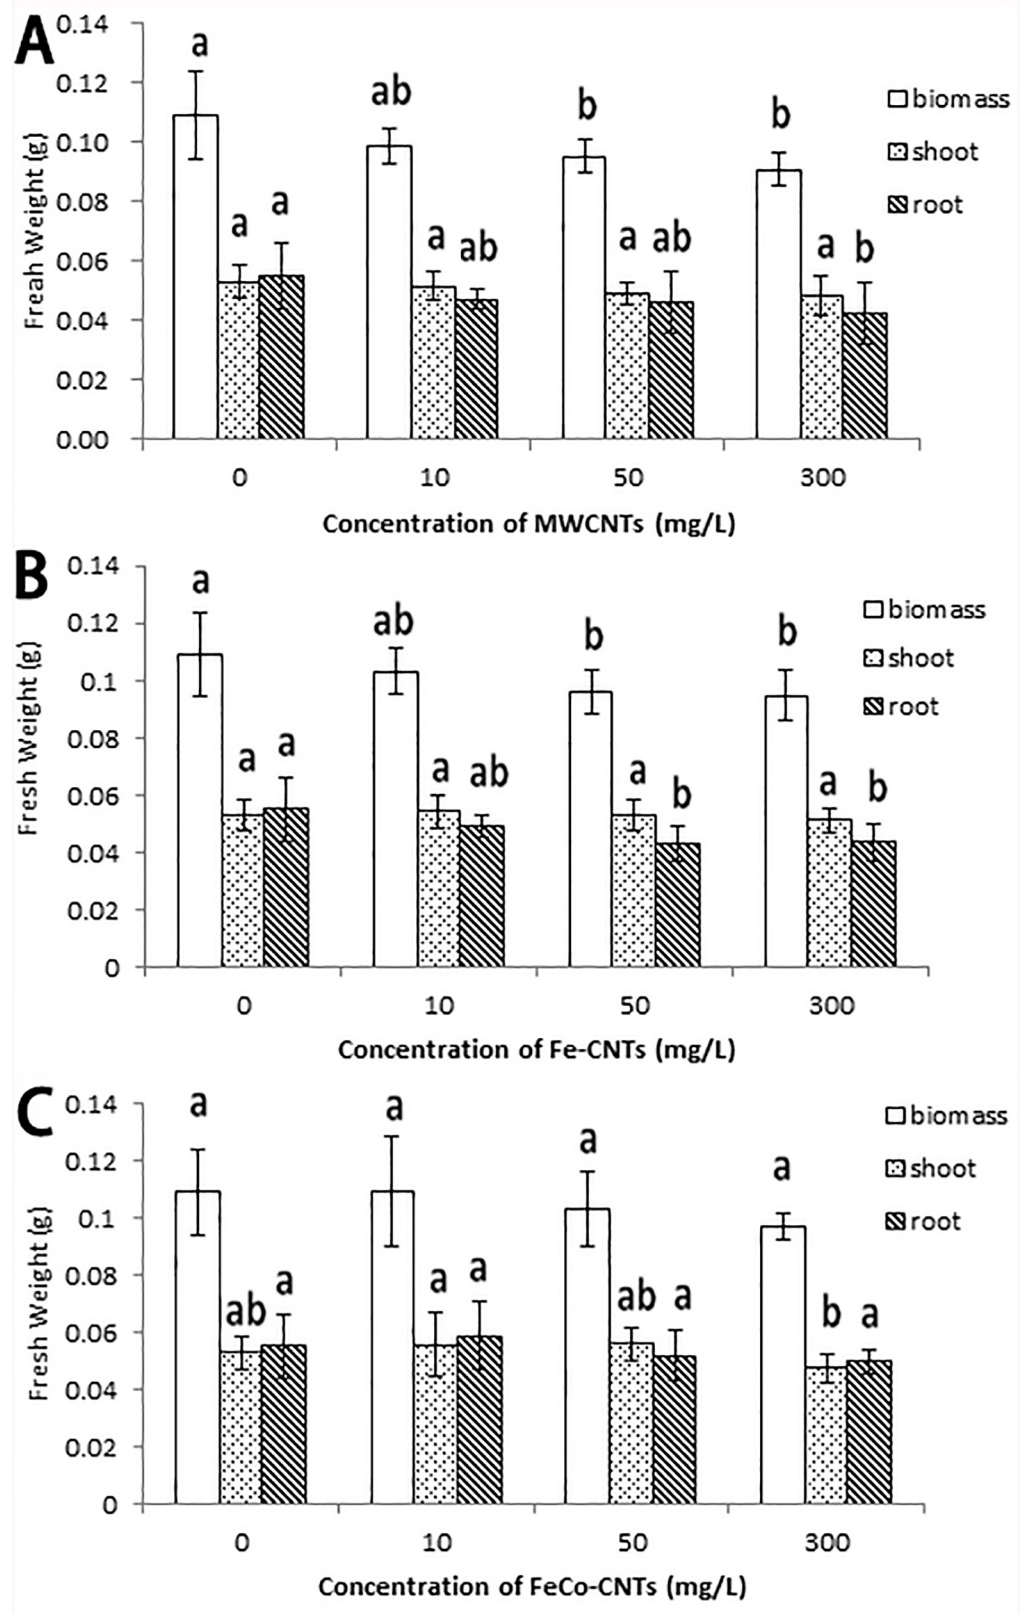 A
0.14
0.12
0.10
0.08
0.06
0.04
0.02
0.00
Freah Weight (g)
a
a
a
ab
a
ab
b
a
ab
b
a
b
biomass
shoot
root
0
10
50
300
Concentration of MWCNTs (mg/L)
B
0.14
0.12
0.1
0.08
0.06
0.04
0.02
0
Fresh Weight (g)
a
a
a
ab
a
ab
b
a
b
b
a
b
biomass
shoot
root
0
10
50
300
Concentration of Fe-CNTs (mg/L)
C
0.14
0.12
0.1
0.08
0.06
0.04
0.02
0
Fresh Weight (g)
a
ab
a
a
a
a
a
ab
a
a
b
a
biomass
shoot
root
0
10
50
300
Concentration of FeCo-CNTs (mg/L)